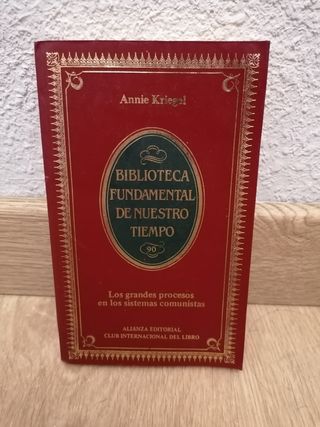 Annie Kriegel
BIBLIOTECA
FUNDAMENTAL
DE NUESTRO
TIEMPO
90
Los grandes procesos
en los sistemas comunistas
ALIANZA EDITORIAL
CLUB INTERNACIONAL DEL LIBRO